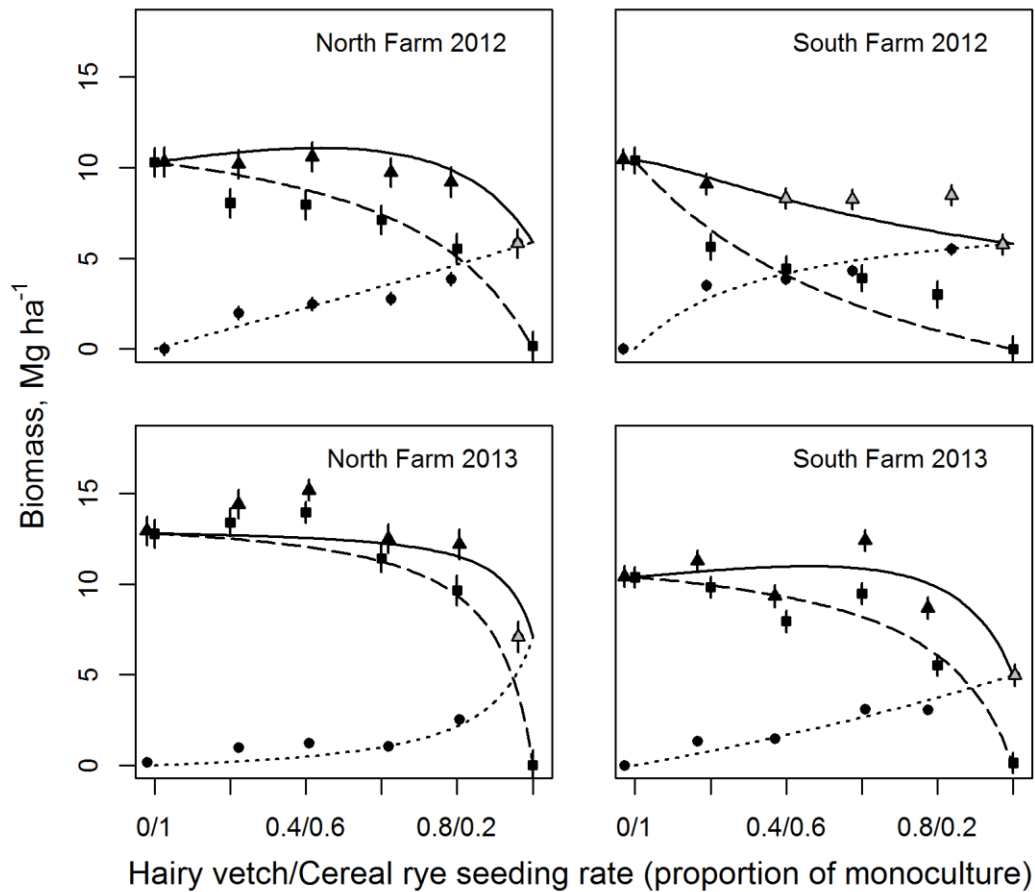 North Farm 2012
South Farm 2012
15
10
5
0
Biomass, Mg ha⁻¹
North Farm 2013
South Farm 2013
15
10
5
0
0/1 0.4/0.6 0.8/0.2 0/1 0.4/0.6 0.8/0.2
Hairy vetch/Cereal rye seeding rate (proportion of monoculture)